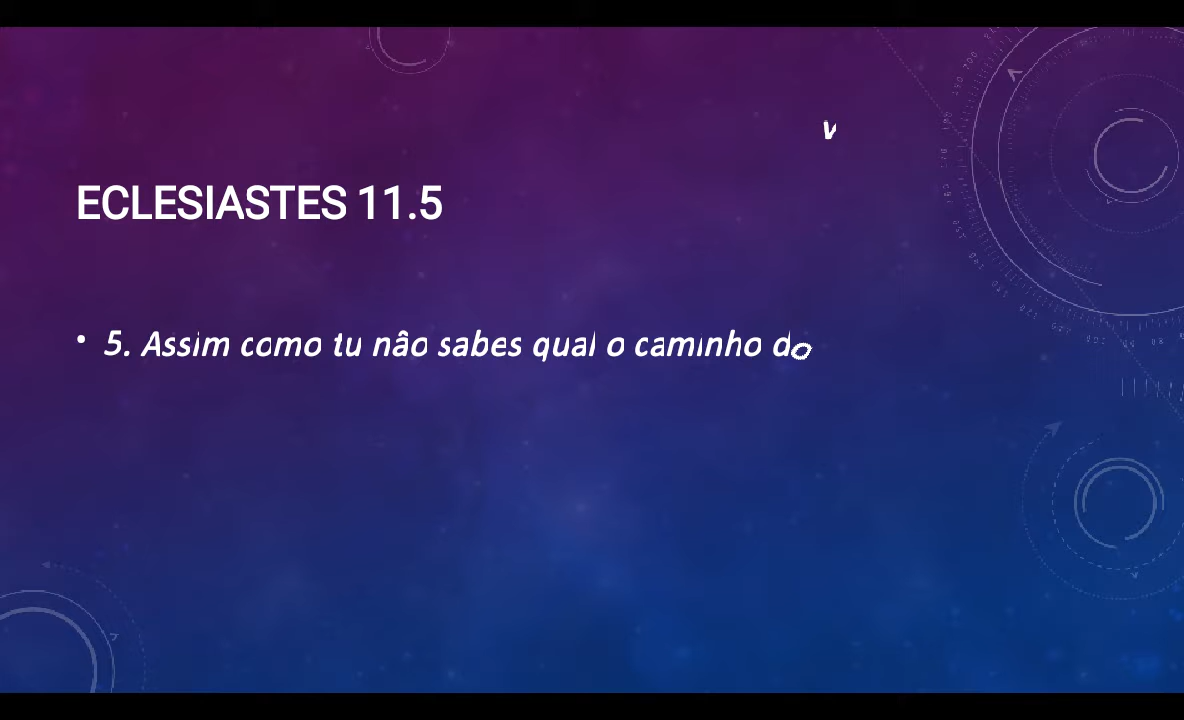 v
ECLESIASTES 11.5
• 5. Assim como tu não sabes qual o caminho do